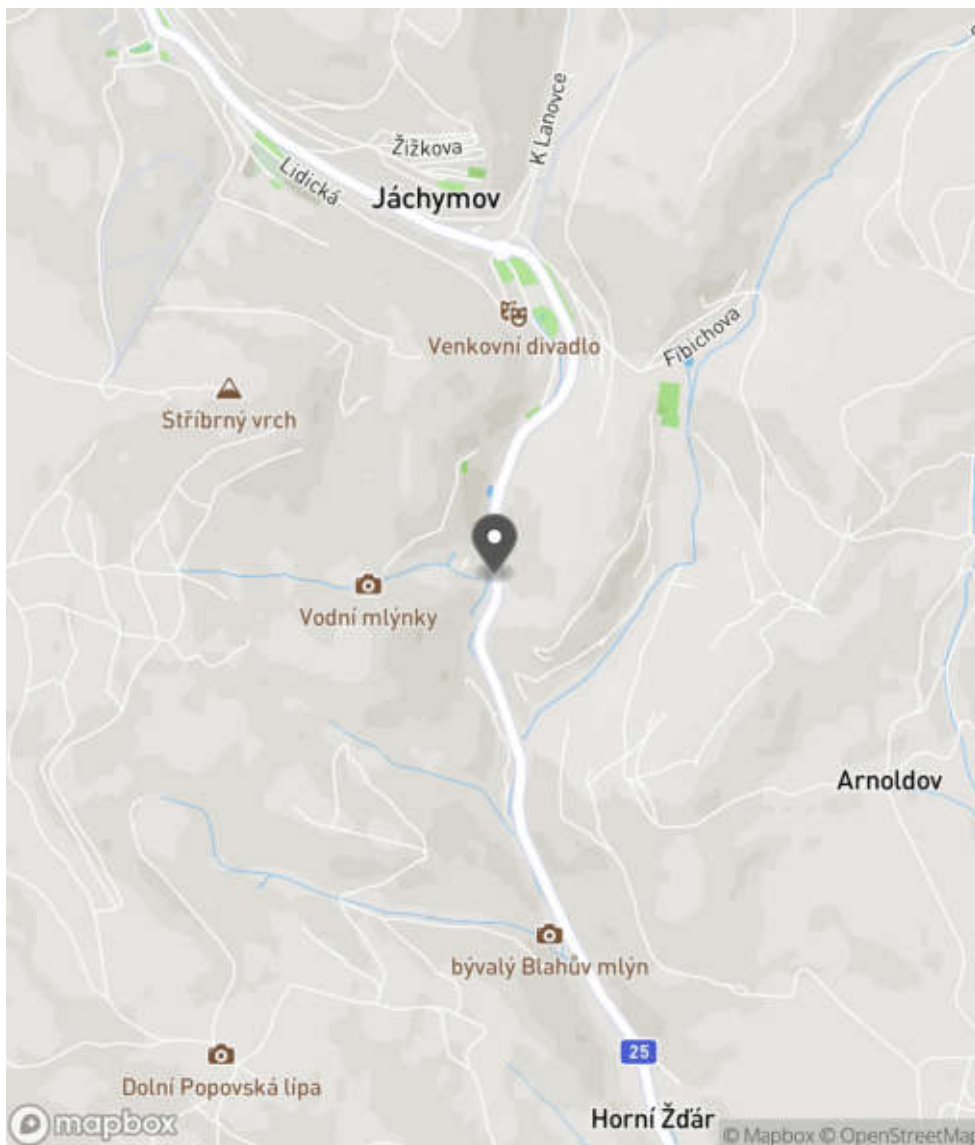 K Lanovce
Žižkova
Lidická
Jáchymov
Fibichova
Venkovní divadlo
Stříbrný vrch
Vodní mlýnky
Arnoldov
bývalý Blahův mlýn
25
Dolní Popovská lípa
Horní Žďár
mapbox
© Mapbox © OpenStreetMap